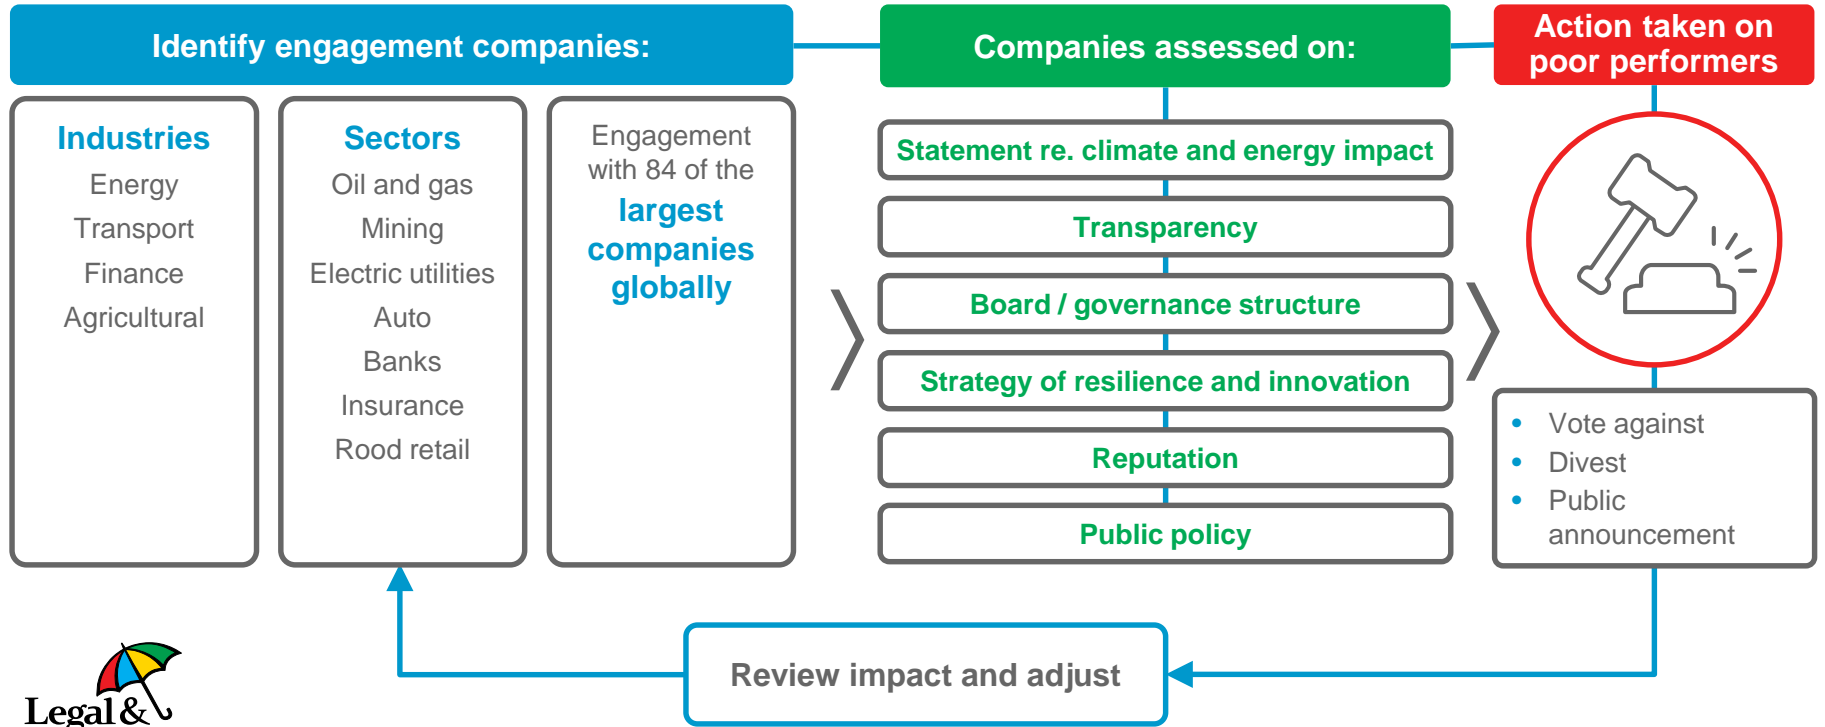 Identify engagement companies:
Industries
Energy
Transport
Finance
Agricultural
Sectors
Oil and gas
Mining
Electric utilities
Auto
Banks
Insurance
Rood retail
Engagement
with 84 of the
largest
companies
globally
Companies assessed on:
Statement re. climate and energy impact
Transparency
Board / governance structure
Strategy of resilience and innovation
Reputation
Public policy
Action taken on
poor performers
• Vote against
• Divest
• Public
announcement
Review impact and adjust
Legal &